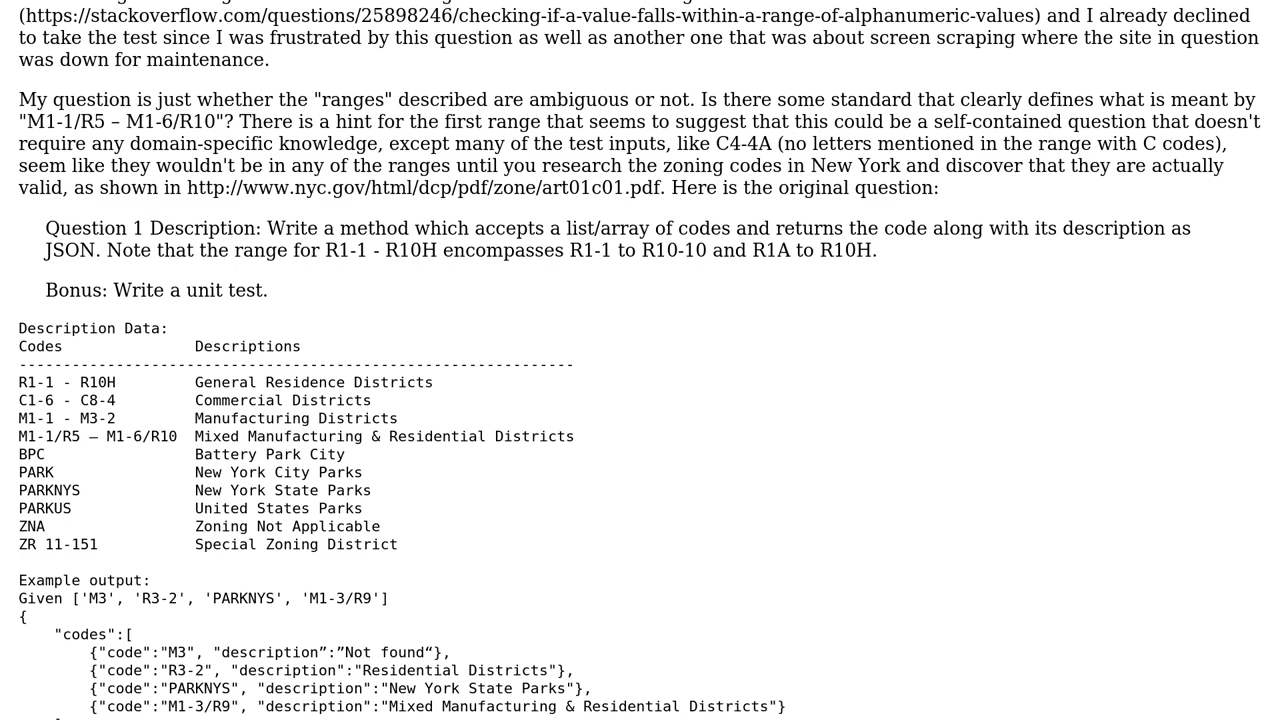 (https://stackoverflow.com/questions/25898246/checking-if-a-value-falls-within-a-range-of-alphanumeric-values) and I already declined
to take the test since I was frustrated by this question as well as another one that was about screen scraping where the site in question
was down for maintenance.
My question is just whether the "ranges" described are ambiguous or not. Is there some standard that clearly defines what is meant by
"M1-1/R5 – M1-6/R10"? There is a hint for the first range that seems to suggest that this could be a self-contained question that doesn't
require any domain-specific knowledge, except many of the test inputs, like C4-4A (no letters mentioned in the range with C codes),
seem like they wouldn't be in any of the ranges until you research the zoning codes in New York and discover that they are actually
valid, as shown in http://www.nyc.gov/html/dcp/pdf/zone/art01c01.pdf. Here is the original question:
Question 1 Description: Write a method which accepts a list/array of codes and returns the code along with its description as
JSON. Note that the range for R1-1 - R10H encompasses R1-1 to R10-10 and R1A to R10H.
Bonus: Write a unit test.
Description Data:
Codes Descriptions
---------------------------------------------------------------
R1-1 - R10H General Residence Districts
C1-6 - C8-4 Commercial Districts
M1-1 - M3-2 Manufacturing Districts
M1-1/R5 – M1-6/R10 Mixed Manufacturing & Residential Districts
BPC Battery Park City
PARK New York City Parks
PARKNYS New York State Parks
PARKUS United States Parks
ZNA Zoning Not Applicable
ZR 11-151 Special Zoning District
Example output:
Given ['M3', 'R3-2', 'PARKNYS', 'M1-3/R9']
{
"codes":[
{"code":"M3", "description”:”Not found“},
{"code":"R3-2", "description":"Residential Districts"},
{"code":"PARKNYS", "description":"New York State Parks"},
{"code":"M1-3/R9", "description":"Mixed Manufacturing & Residential Districts"}